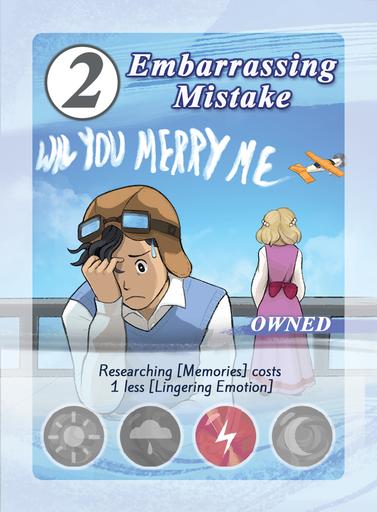 2
Embarrassing
Mistake
WIL YOU MERRY ME
OWNED
Researching [Memories] costs
1 less [Lingering Emotion]